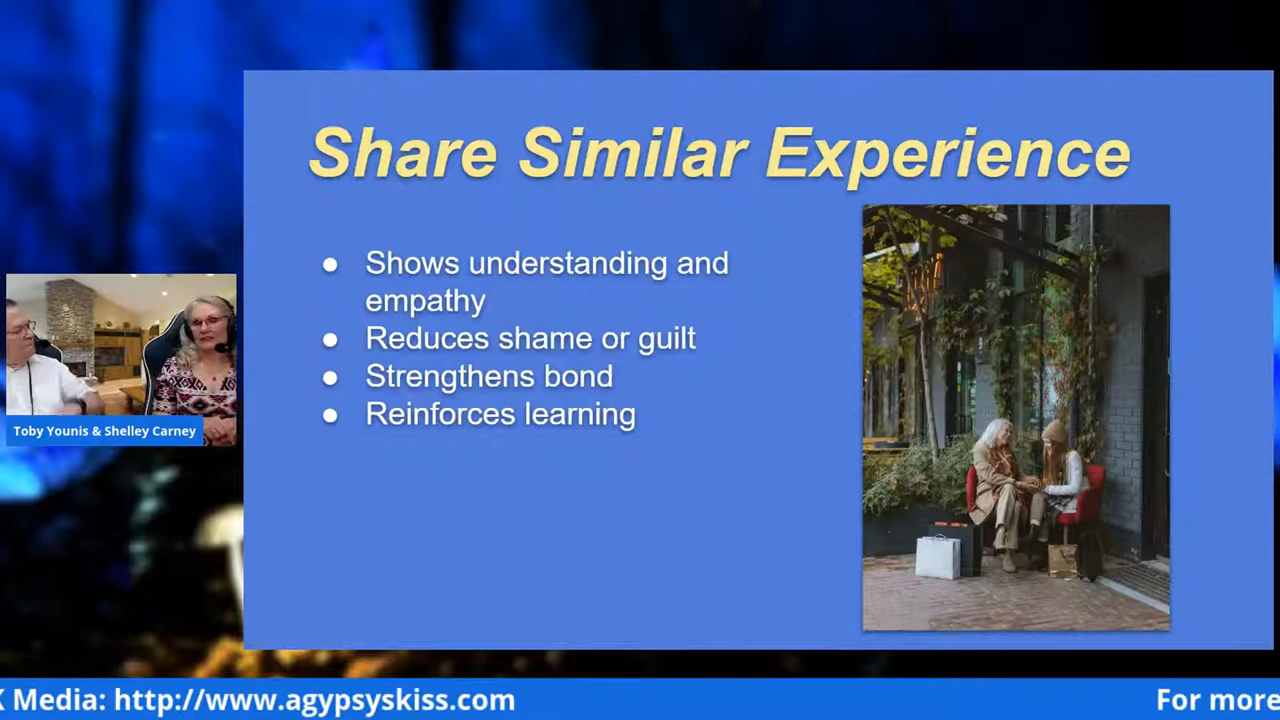 Share Similar Experience
● Shows understanding and
empathy
● Reduces shame or guilt
● Strengthens bond
● Reinforces learning
Toby Younis & Shelley Carney
Media: http://www.agypsyskiss.com
For more